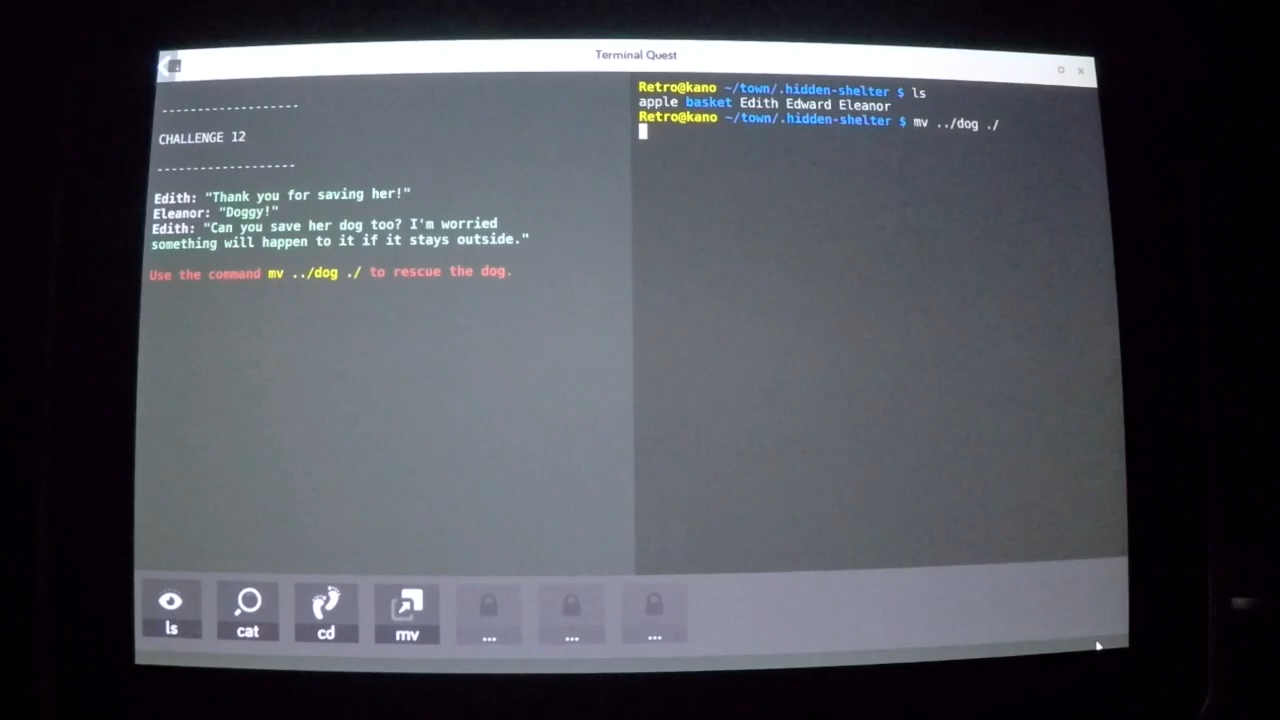 Terminal Quest
--------------------
CHALLENGE 12
--------------------
Edith: "Thank you for saving her!"
Eleanor: "Doggy!"
Edith: "Can you save her dog too? I'm worried
something will happen to it if it stays outside."
Use the command mv ../dog ./ to rescue the dog.
Retro@kano ~/town/.hidden-shelter $ ls
apple basket Edith Edward Eleanor
Retro@kano ~/town/.hidden-shelter $ mv ../dog ./
ls
cat
cd
mv
...
...
...